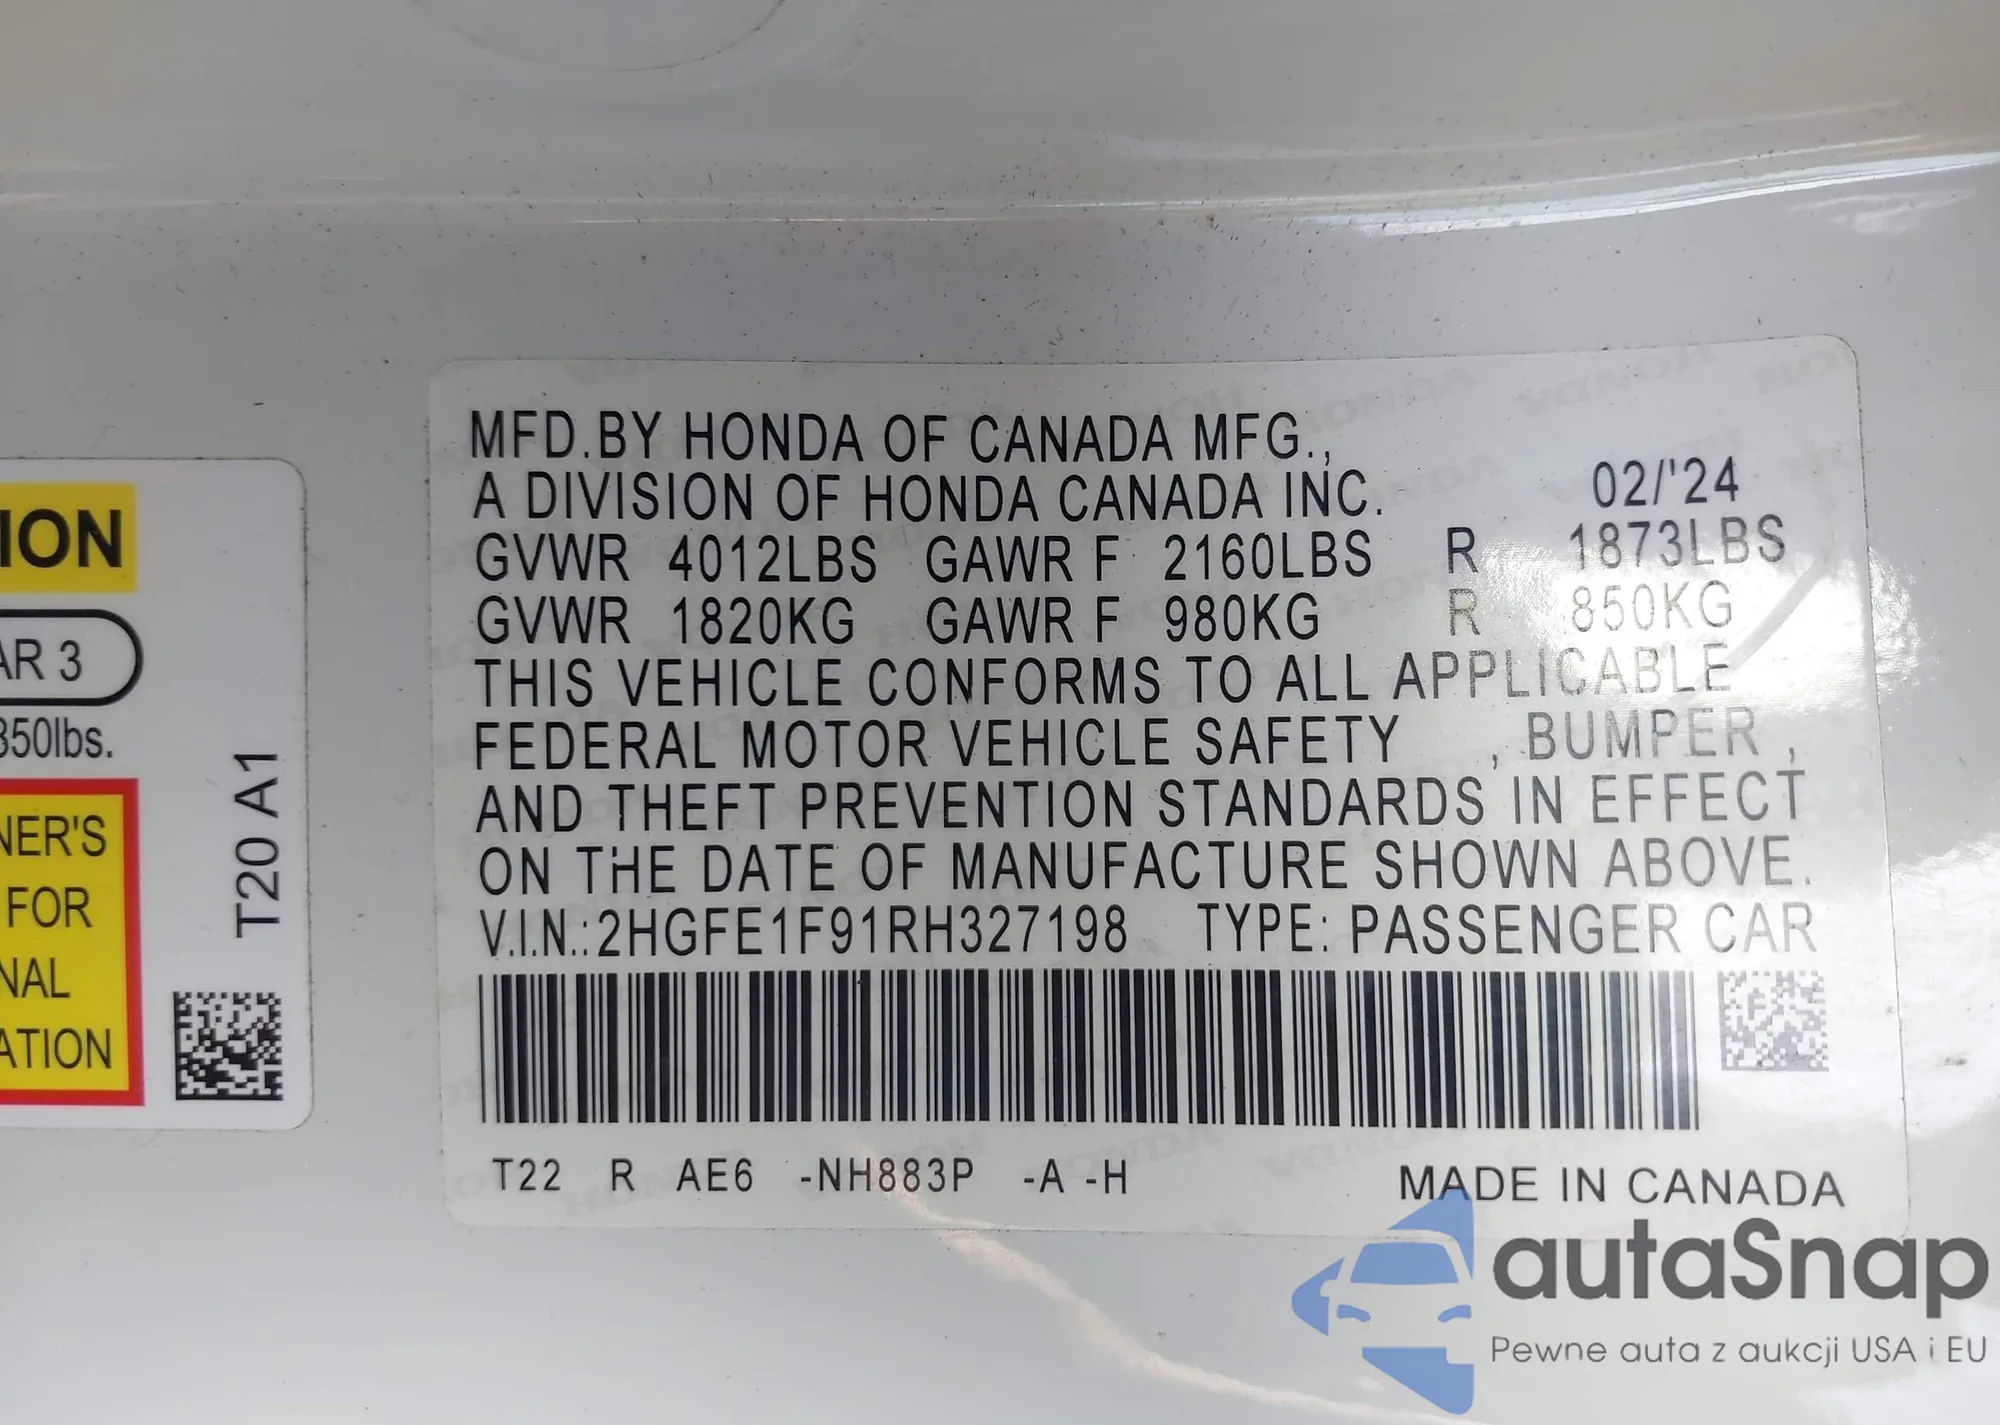 ION
AR 3
850lbs.
NER'S
FOR
NAL
ATION
T20 A1
MFD.BY HONDA OF CANADA MFG.,
A DIVISION OF HONDA CANADA INC. 02/'24
GVWR 4012LBS GAWR F 2160LBS R 1873LBS
GVWR 1820KG GAWR F 980KG R 850KG
THIS VEHICLE CONFORMS TO ALL APPLICABLE
FEDERAL MOTOR VEHICLE SAFETY , BUMPER ,
AND THEFT PREVENTION STANDARDS IN EFFECT
ON THE DATE OF MANUFACTURE SHOWN ABOVE.
V.I.N.:2HGFE1F91RH327198 TYPE: PASSENGER CAR
T22 R AE6 -NH883P -A -H MADE IN CANADA
autaSnap
Pewne auta z aukcji USA i EU